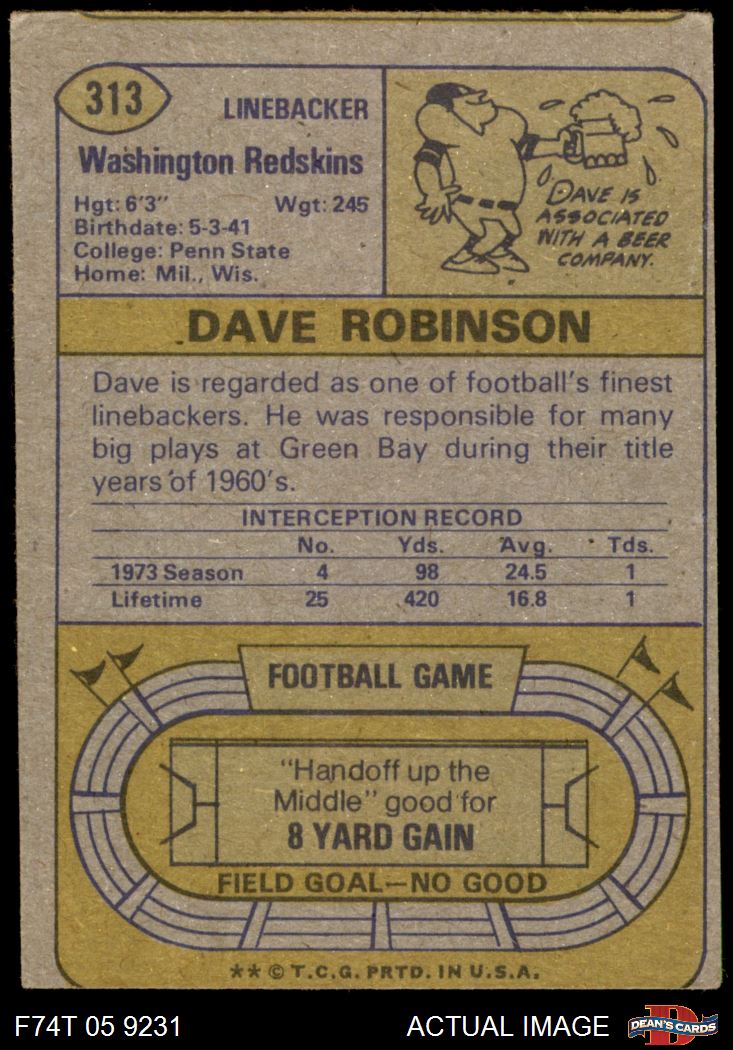 313
LINEBACKER
Washington Redskins
Hgt: 6'3" Wgt: 245
Birthdate: 5-3-41
College: Penn State
Home: Mil., Wis.
DAVE IS
ASSOCIATED
WITH A BEER
COMPANY.
DAVE ROBINSON
Dave is regarded as one of football's finest
linebackers. He was responsible for many
big plays at Green Bay during their title
years of 1960's.
INTERCEPTION RECORD
No. Yds. Avg. Tds.
1973 Season 4 98 24.5 1
Lifetime 25 420 16.8 1
FOOTBALL GAME
"Handoff up the
Middle" good for
8 YARD GAIN
FIELD GOAL—NO GOOD
** © T.C.G. PRTD. IN U.S.A.
F74T 05 9231 ACTUAL IMAGE
D
DEAN'S CARDS